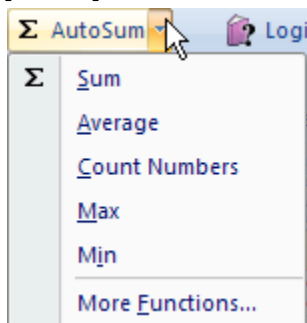 Σ AutoSum Logi
Σ Sum
Average
Count Numbers
Max
Min
More Functions...